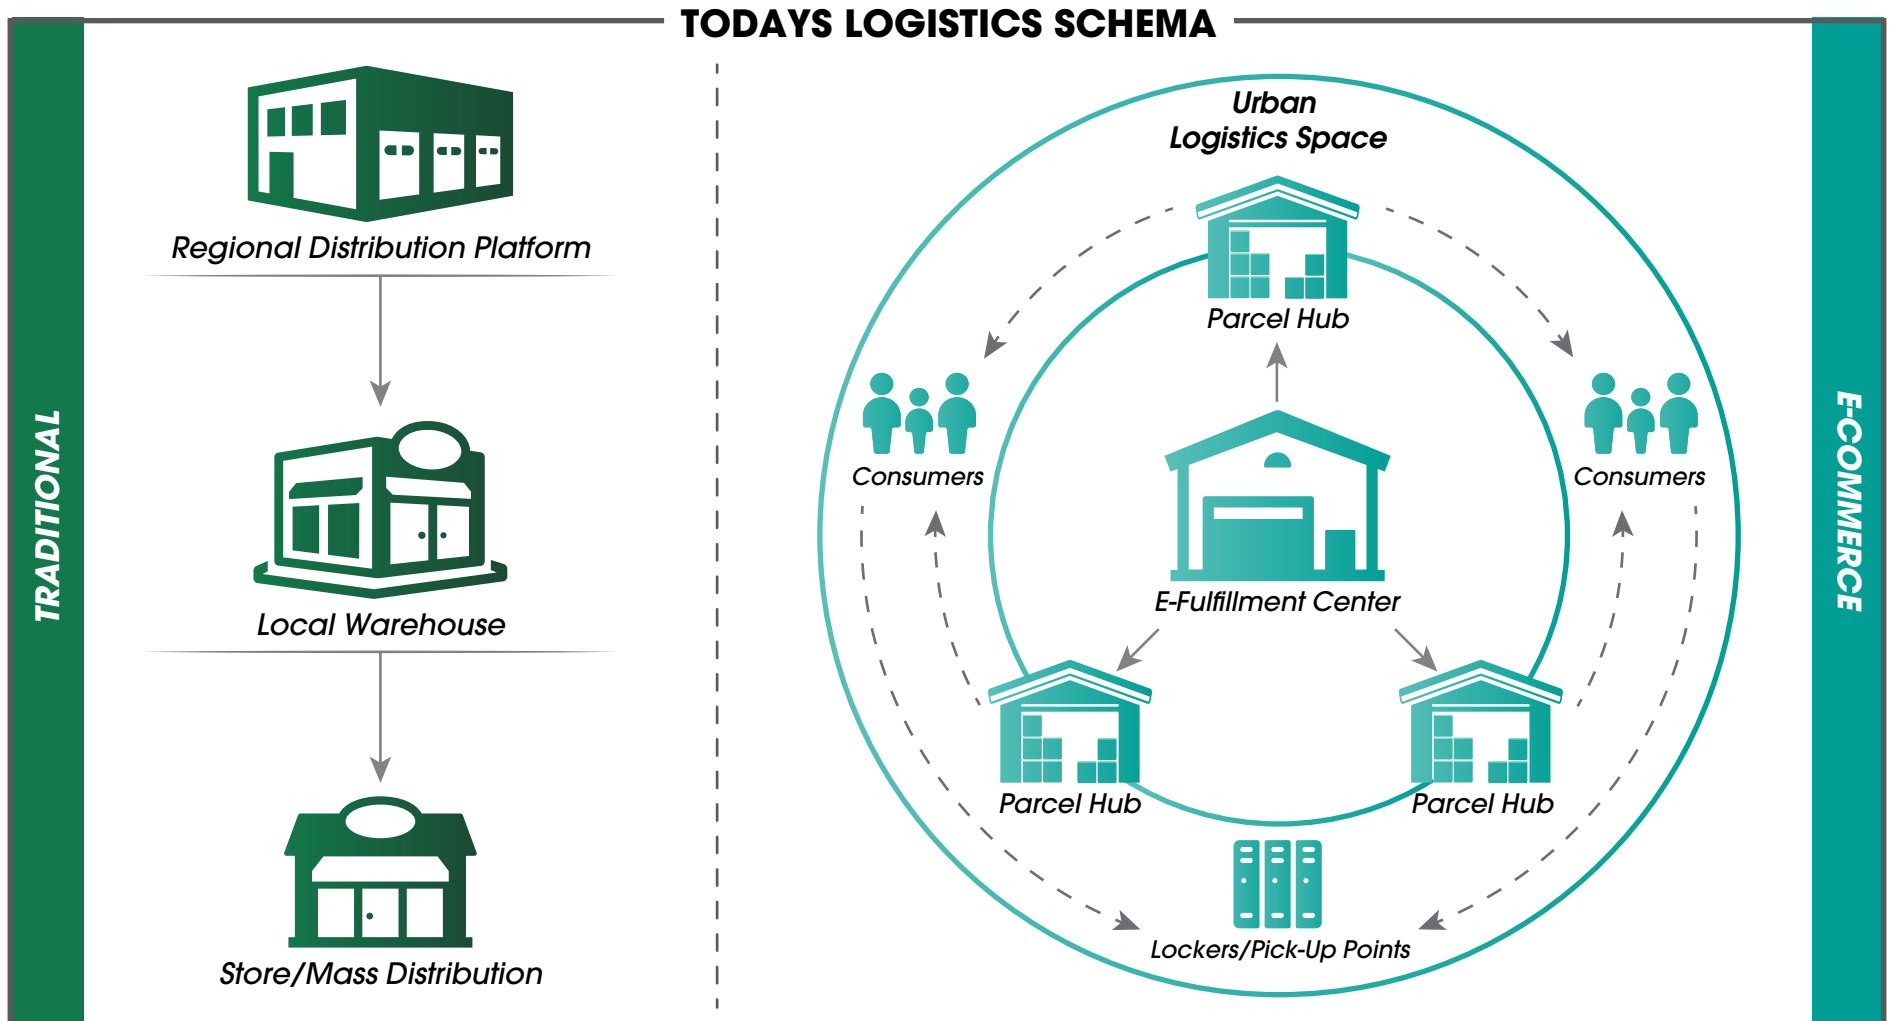 TODAYS LOGISTICS SCHEMA
TRADITIONAL
Regional Distribution Platform
Local Warehouse
Store/Mass Distribution
Urban
Logistics Space
Parcel Hub
Consumers
Consumers
E-Fulfillment Center
Parcel Hub
Parcel Hub
Lockers/Pick-Up Points
E-COMMERCE